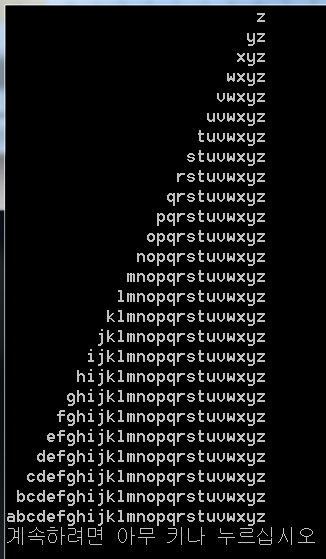 z
yz
xyz
wxyz
vwxyz
uvwxyz
tuvwxyz
stuvwxyz
rstuvwxyz
qrstuvwxyz
pqrstuvwxyz
opqrstuvwxyz
nopqrstuvwxyz
mnopqrstuvwxyz
lmnopqrstuvwxyz
klmnopqrstuvwxyz
jklmnopqrstuvwxyz
ijklmnopqrstuvwxyz
hijklmnopqrstuvwxyz
ghijklmnopqrstuvwxyz
fghijklmnopqrstuvwxyz
efghijklmnopqrstuvwxyz
defghijklmnopqrstuvwxyz
cdefghijklmnopqrstuvwxyz
bcdefghijklmnopqrstuvwxyz
abcdefghijklmnopqrstuvwxyz
계속하려면 아무 키나 누르십시오